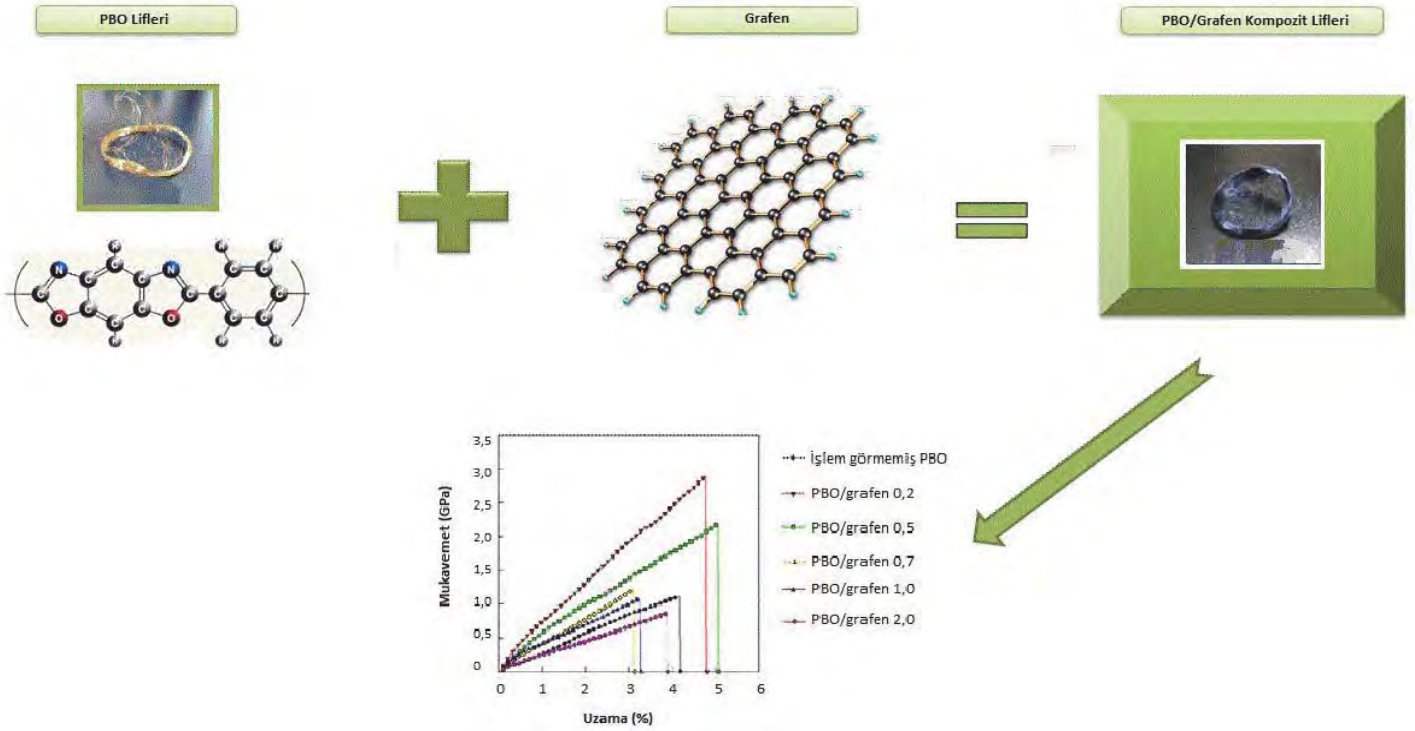 PBO Lifleri
Grafen
PBO/Grafen Kompozit Lifleri
H
H
H
N
N
C
C
C
C
C
C
C
C
C
C
C
C
C
C
O
O
H
H
H
3,5
3,0
2,5
2,0
1,5
1,0
0,5
0
Mukavemet (GPa)
0 1 2 3 4 5 6
Uzama (%)
İşlem görmemiş PBO
PBO/grafen 0,2
PBO/grafen 0,5
PBO/grafen 0,7
PBO/grafen 1,0
PBO/grafen 2,0